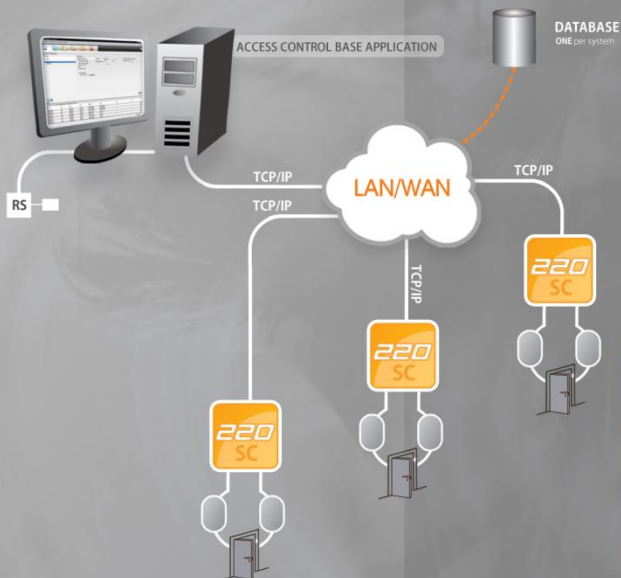 ACCESS CONTROL BASE APPLICATION
DATABASE
ONE per system
TCP/IP
LAN/WAN
TCP/IP
TCP/IP
RS
TCP/IP
220
SC
220
SC
220
SC